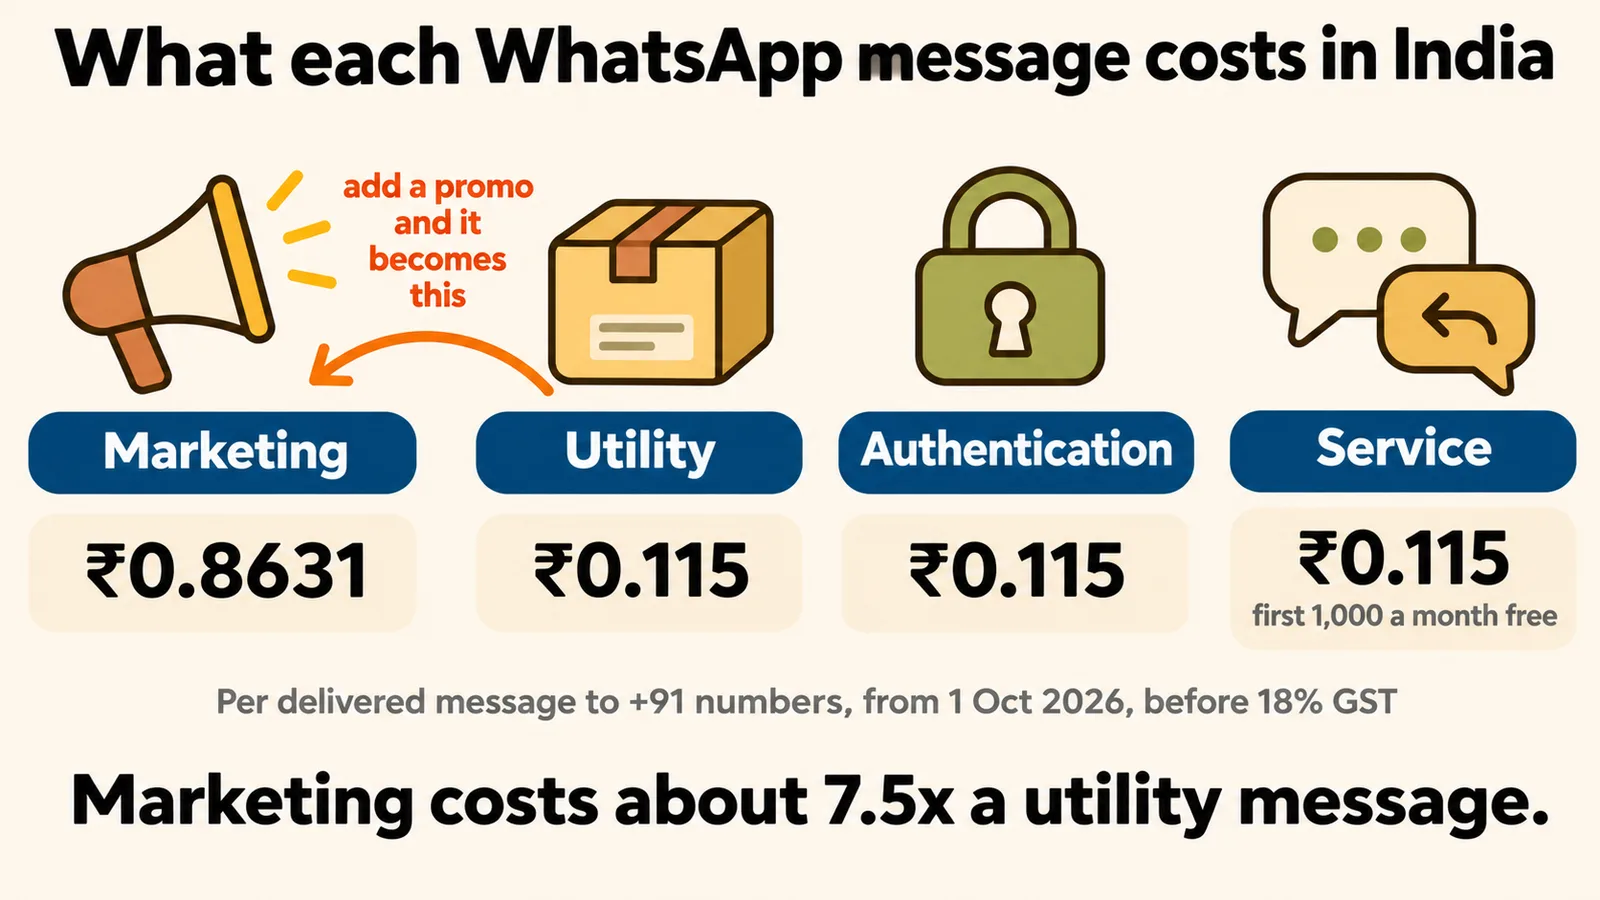 What each WhatsApp message costs in India
add a promo
and it
becomes
this
Marketing
Utility
Authentication
Service
₹0.8631
₹0.115
₹0.115
₹0.115
first 1,000 a month free
Per delivered message to +91 numbers, from 1 Oct 2026, before 18% GST
Marketing costs about 7.5x a utility message.